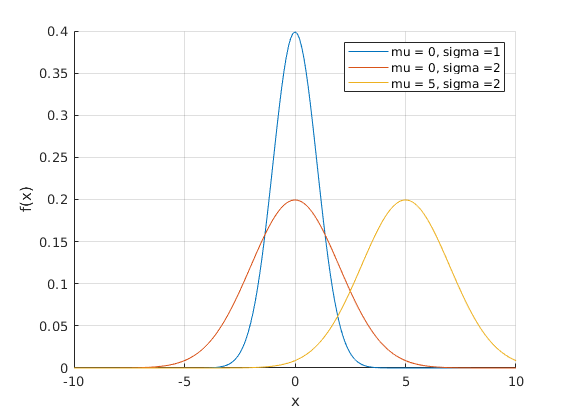 0.4
0.35
0.3
0.25
0.2
0.15
0.1
0.05
0
f(x)
mu = 0, sigma =1
mu = 0, sigma =2
mu = 5, sigma =2
-10 -5 0 5 10
x